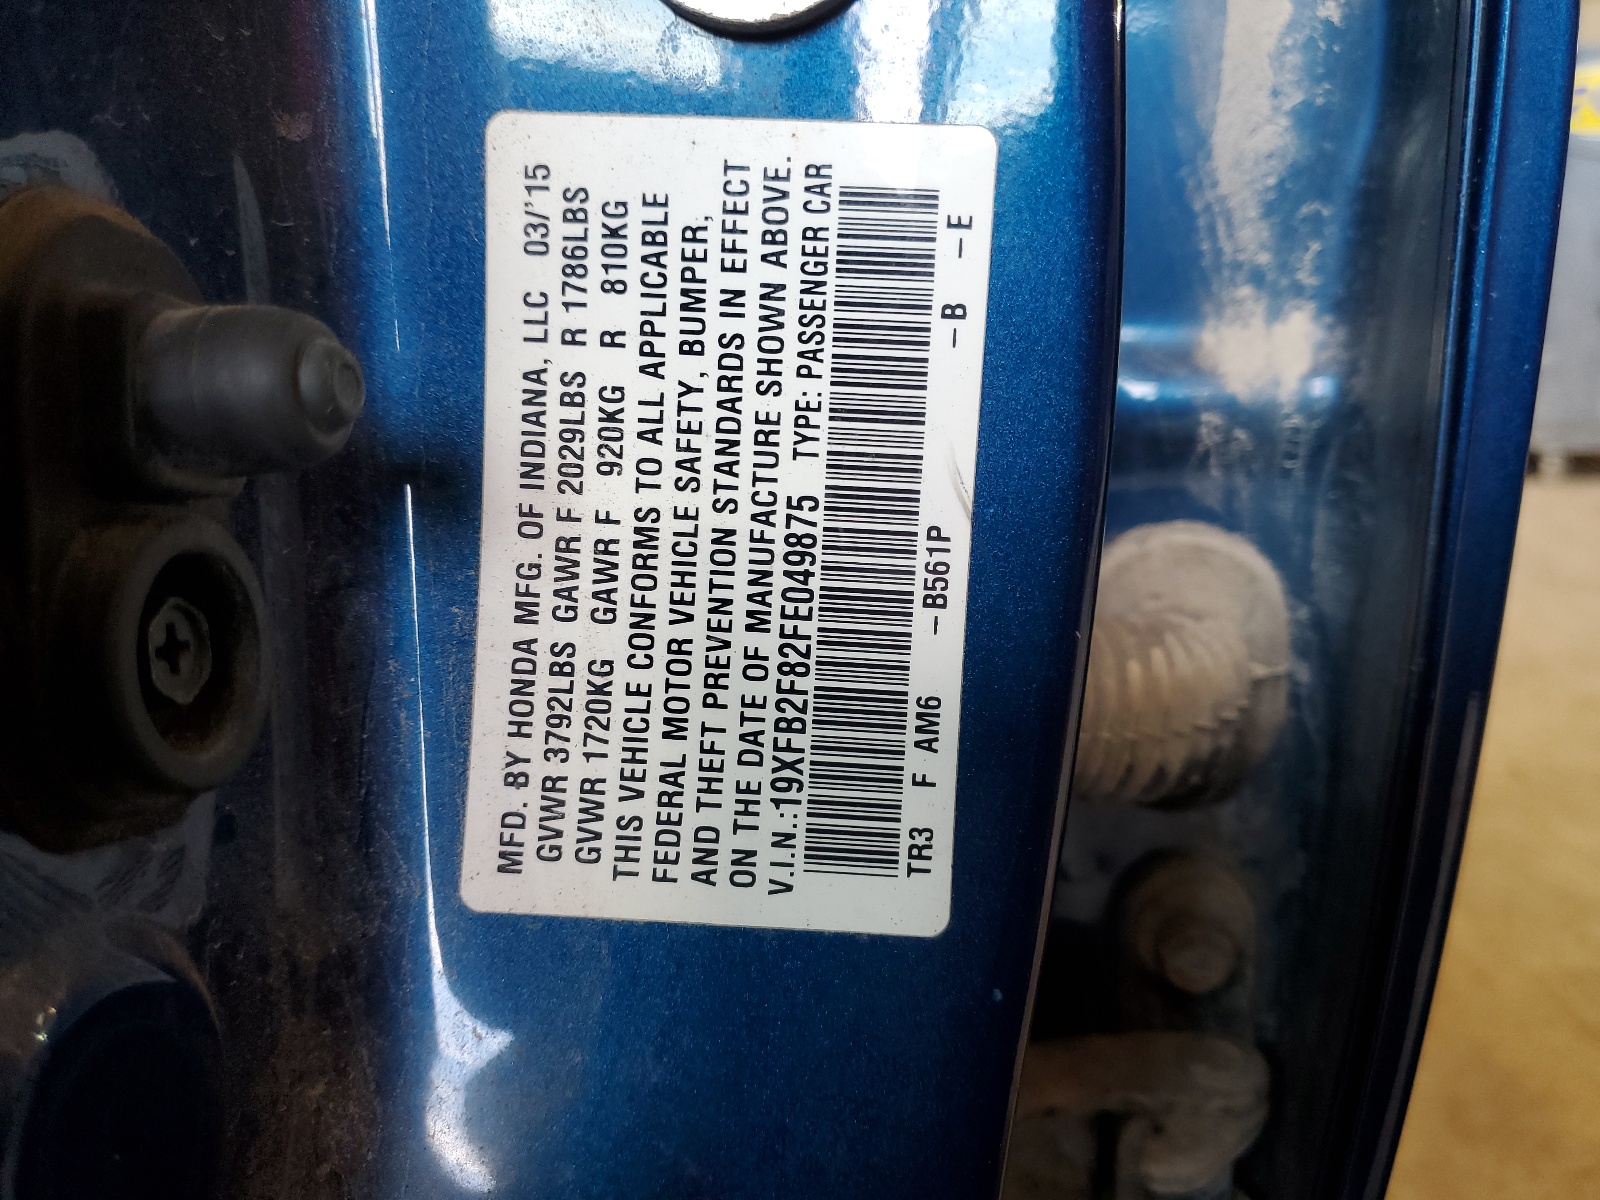 MFD. BY HONDA MFG. OF INDIANA, LLC 03/'15
GVWR 3792LBS GAWR F 2029LBS R 1786LBS
GVWR 1720KG GAWR F 920KG R 810KG
THIS VEHICLE CONFORMS TO ALL APPLICABLE
FEDERAL MOTOR VEHICLE SAFETY, BUMPER,
AND THEFT PREVENTION STANDARDS IN EFFECT
ON THE DATE OF MANUFACTURE SHOWN ABOVE.
V.I.N.:19XFB2F82FE049875 TYPE: PASSENGER CAR
TR3 F AM6 –B561P –B –E